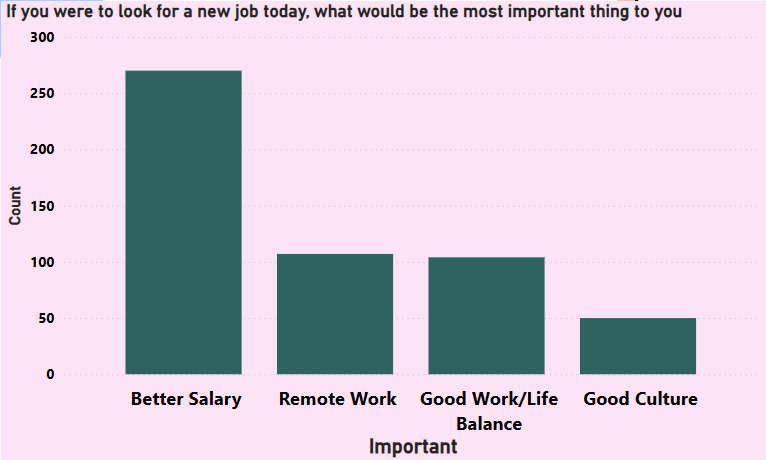 If you were to look for a new job today, what would be the most important thing to you
300
250
200
150
100
50
0
Count
Better Salary
Remote Work
Good Work/Life
Balance
Good Culture
Important